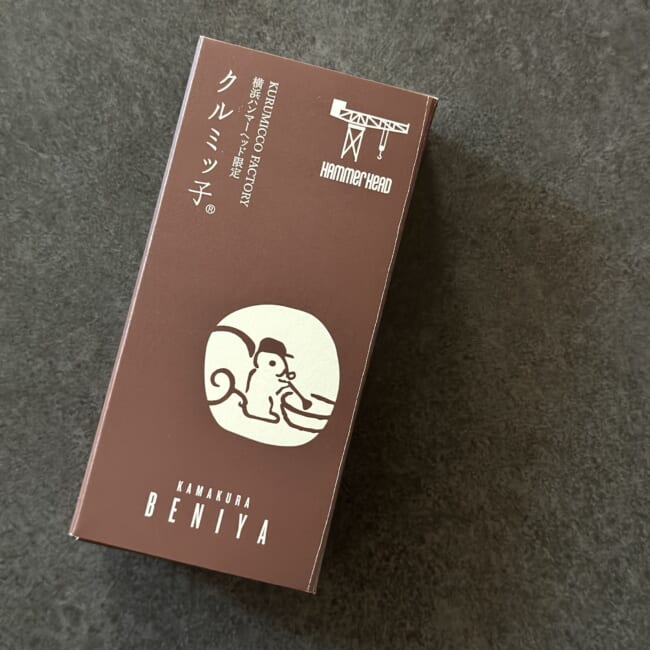 KURUMICCO FACTORY
横浜ハンマーヘッド限定
クルミッ子®
HAMMERHEAD
KAMAKURA
BENIYA